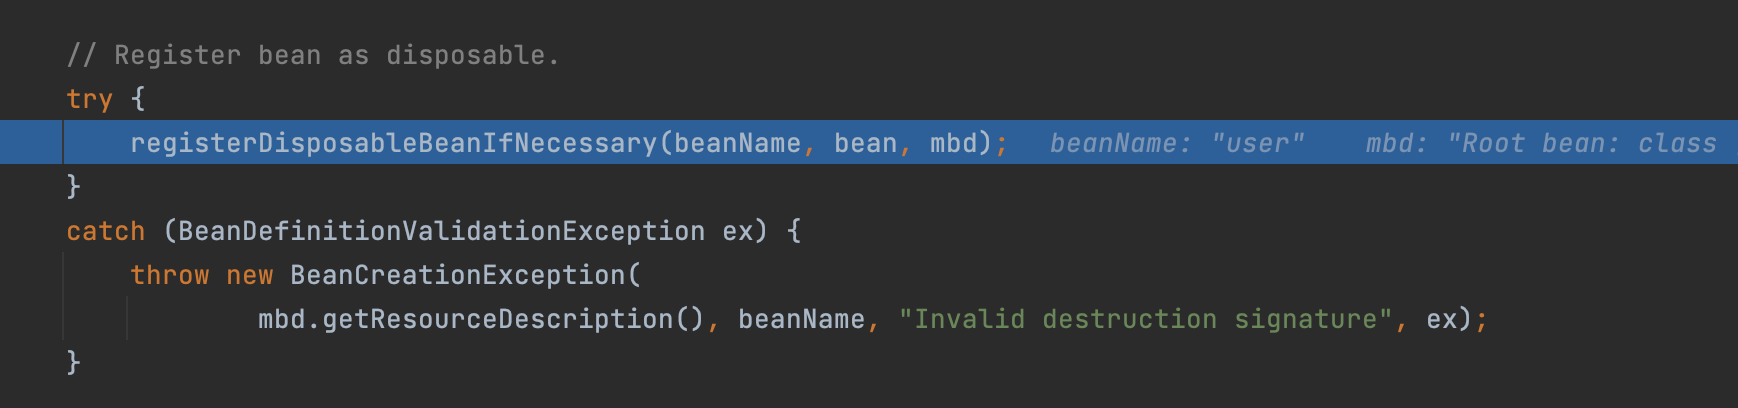 // Register bean as disposable.
try {
registerDisposableBeanIfNecessary(beanName, bean, mbd); beanName: "user" mbd: "Root bean: class
}
catch (BeanDefinitionValidationException ex) {
throw new BeanCreationException(
mbd.getResourceDescription(), beanName, "Invalid destruction signature", ex);
}